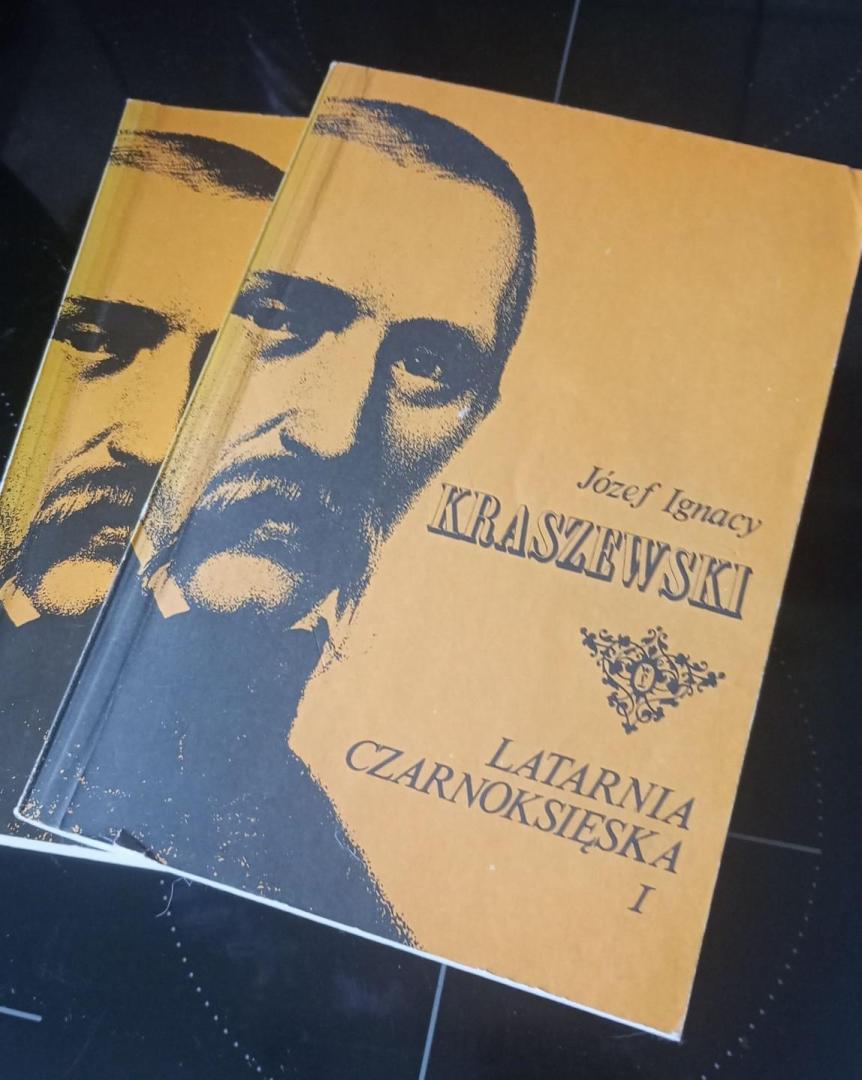 Józef Ignacy
KRASZEWSKI
LATARNIA
CZARNOKSIĘSKA
I